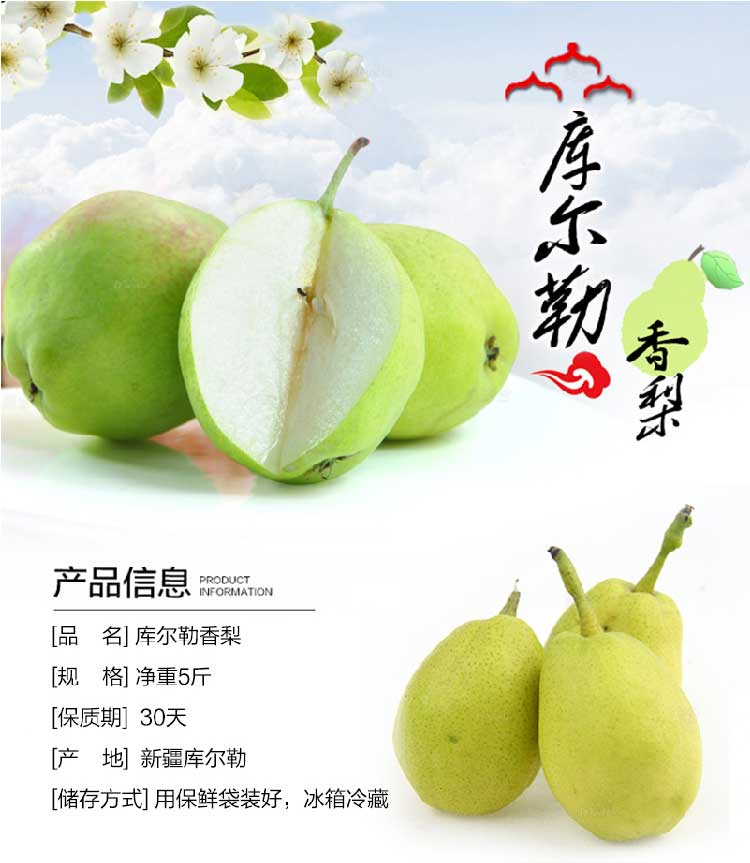 库尔勒
香梨
产品信息 PRODUCT INFORMATION
[品 名] 库尔勒香梨
[规 格] 净重5斤
[保质期] 30天
[产 地] 新疆库尔勒
[储存方式] 用保鲜袋装好，冰箱冷藏